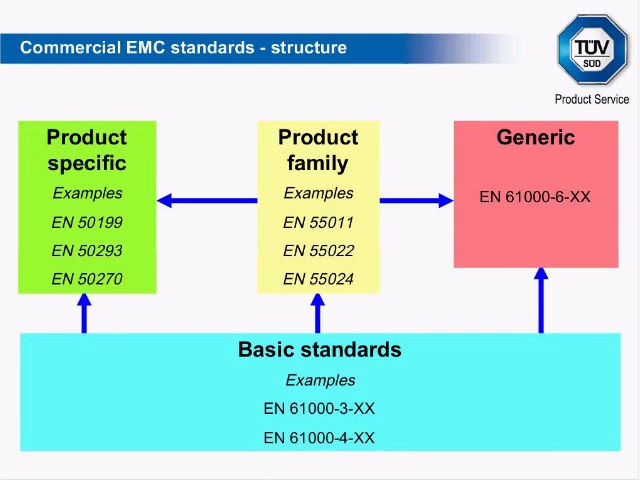 Commercial EMC standards - structure
TÜV
SÜD
Product Service
Product
specific
Examples
EN 50199
EN 50293
EN 50270
Product
family
Examples
EN 55011
EN 55022
EN 55024
Generic
EN 61000-6-XX
Basic standards
Examples
EN 61000-3-XX
EN 61000-4-XX